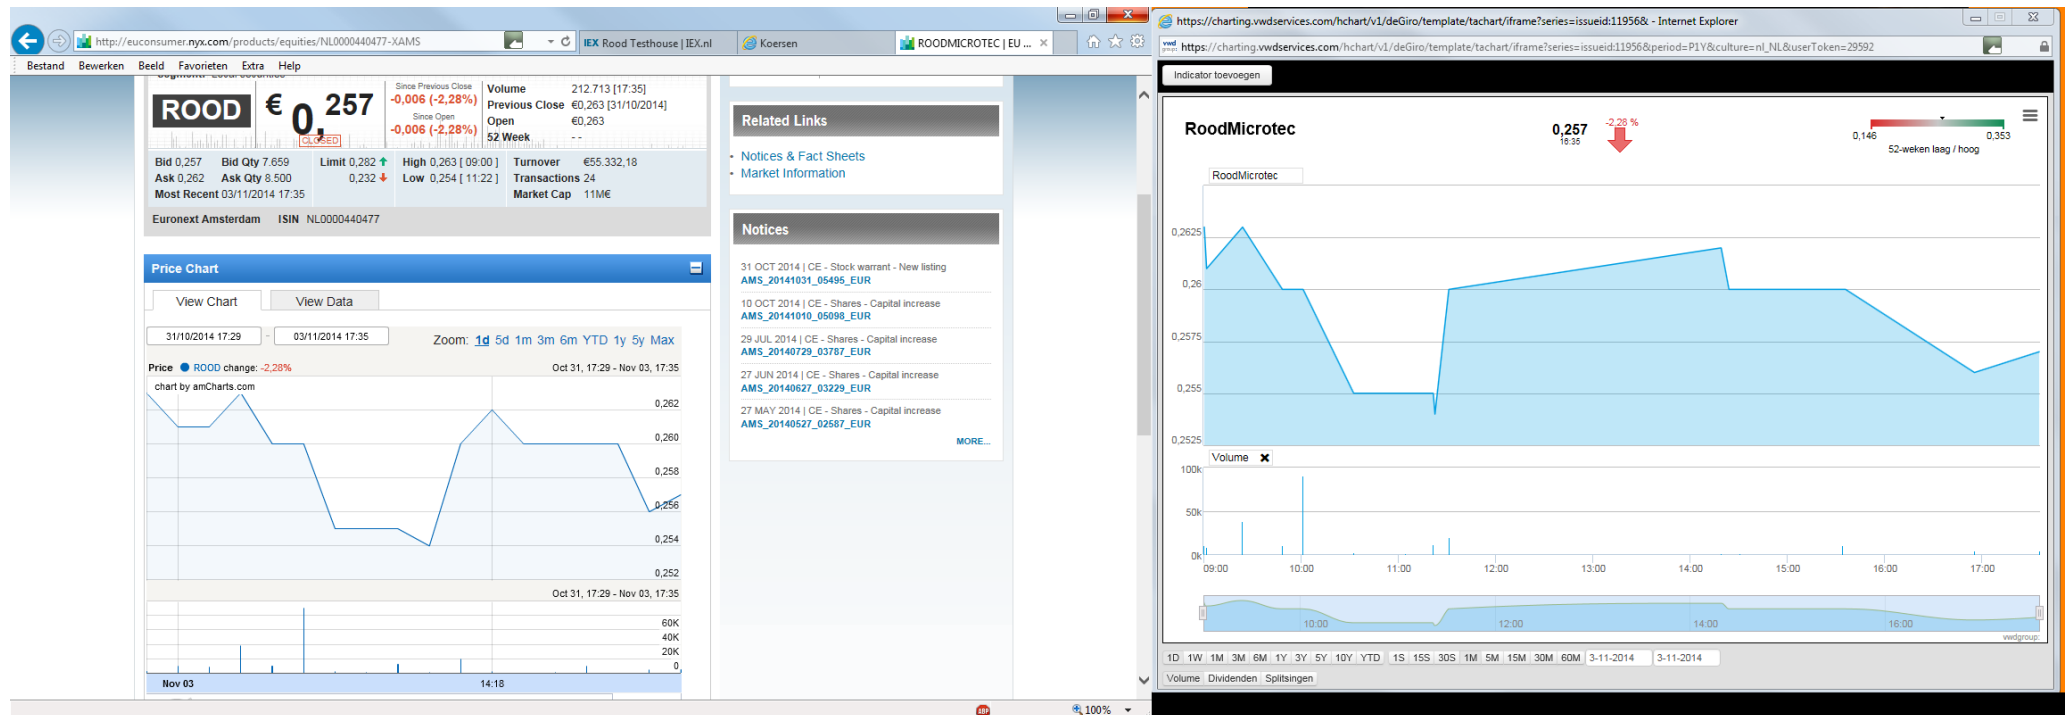 http://euconsumer.nyx.com/products/equities/NL0000440477-XAMS
IEX Rood Testhouse | IEX.nl
Koersen
ROODMICROTEC | EU ...
Bestand Bewerken Beeld Favorieten Extra Help
ROOD
€ 0,257
CLOSED
Since Previous Close
-0,006 (-2,28%)
Since Open
-0,006 (-2,28%)
Volume 212.713 [17:35]
Previous Close €0,263 [31/10/2014]
Open €0,263
52 Week - -
Bid 0,257 Bid Qty 7.659 Limit 0,282 High 0,263 [ 09:00 ] Turnover €55.332,18
Ask 0,262 Ask Qty 8.500 0,232 Low 0,254 [ 11:22 ] Transactions 24
Most Recent 03/11/2014 17:35 Market Cap 11M€
Euronext Amsterdam ISIN NL0000440477
Price Chart
View Chart View Data
31/10/2014 17:29 - 03/11/2014 17:35 Zoom: 1d 5d 1m 3m 6m YTD 1y 5y Max
Price ROOD change: -2,28% Oct 31, 17:29 - Nov 03, 17:35
chart by amCharts.com
0,262
0,260
0,258
0,256
0,254
0,252
Oct 31, 17:29 - Nov 03, 17:35
60K
40K
20K
0
Nov 03 14:18
Related Links
Notices & Fact Sheets
Market Information
Notices
31 OCT 2014 | CE - Stock warrant - New listing
AMS_20141031_05495_EUR
10 OCT 2014 | CE - Shares - Capital increase
AMS_20141010_05098_EUR
29 JUL 2014 | CE - Shares - Capital increase
AMS_20140729_03787_EUR
27 JUN 2014 | CE - Shares - Capital increase
AMS_20140627_03229_EUR
27 MAY 2014 | CE - Shares - Capital increase
AMS_20140527_02587_EUR
MORE...
ABP
100%
https://charting.vwdservices.com/hchart/v1/deGiro/template/tachart/iframe?series=issueid:11956& - Internet Explorer
https://charting.vwdservices.com/hchart/v1/deGiro/template/tachart/iframe?series=issueid:11956&period=P1Y&culture=nl_NL&userToken=29592
Indicator toevoegen
RoodMicrotec
0,257
-2,28 %
0,146 0,353
52-weken laag / hoog
RoodMicrotec
0,2625
0,26
0,2575
0,255
0,2525
Volume
100k
50k
0k
09:00 10:00 11:00 12:00 13:00 14:00 15:00 16:00 17:00
10:00 12:00 14:00 16:00
vwdgroup:
1D 1W 1M 3M 6M 1Y 3Y 5Y 10Y YTD 1S 15S 30S 1M 5M 15M 30M 60M 3-11-2014 3-11-2014
Volume Dividenden Splitsingen